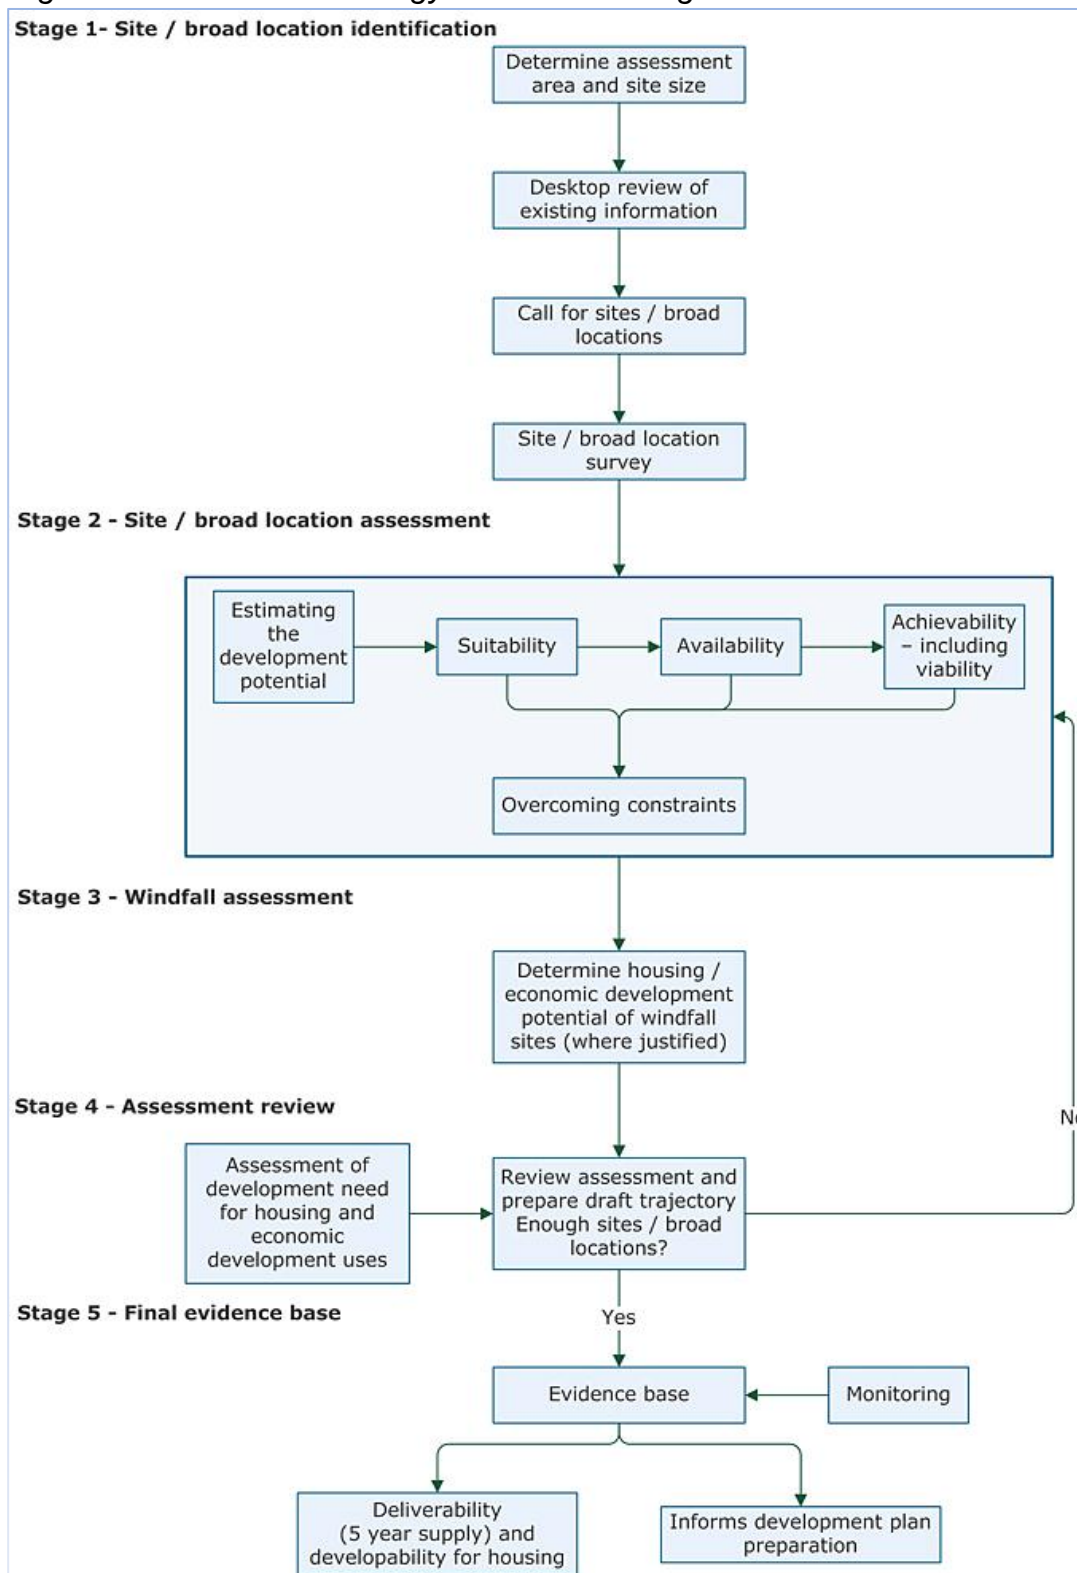 Stage 1- Site / broad location identification
Determine assessment
area and site size
Desktop review of
existing information
Call for sites / broad
locations
Site / broad location
survey
Stage 2 - Site / broad location assessment
Estimating
the
development
potential
Suitability
Availability
Achievability
– including
viability
Overcoming constraints
Stage 3 - Windfall assessment
Determine housing /
economic development
potential of windfall
sites (where justified)
Stage 4 - Assessment review
Assessment of
development need
for housing and
economic
development uses
Review assessment and
prepare draft trajectory
Enough sites / broad
locations?
Stage 5 - Final evidence base
Yes
Evidence base
Monitoring
Deliverability
(5 year supply) and
developability for housing
Informs development plan
preparation